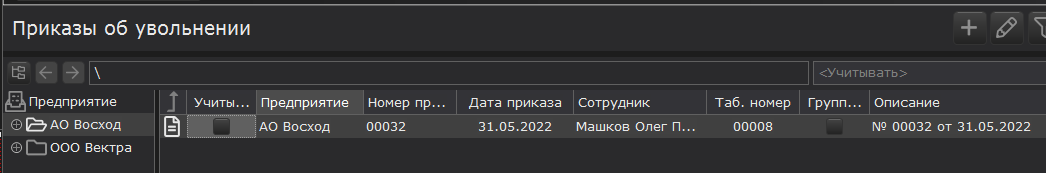 Приказы об увольнении
\
<Учитывать>
Предприятие
Учиты... Предприятие Номер пр... Дата приказа Сотрудник Таб. номер Групп... Описание
АО Восход
АО Восход 00032 31.05.2022 Машков Олег П... 00008 № 00032 от 31.05.2022
ООО Вектра